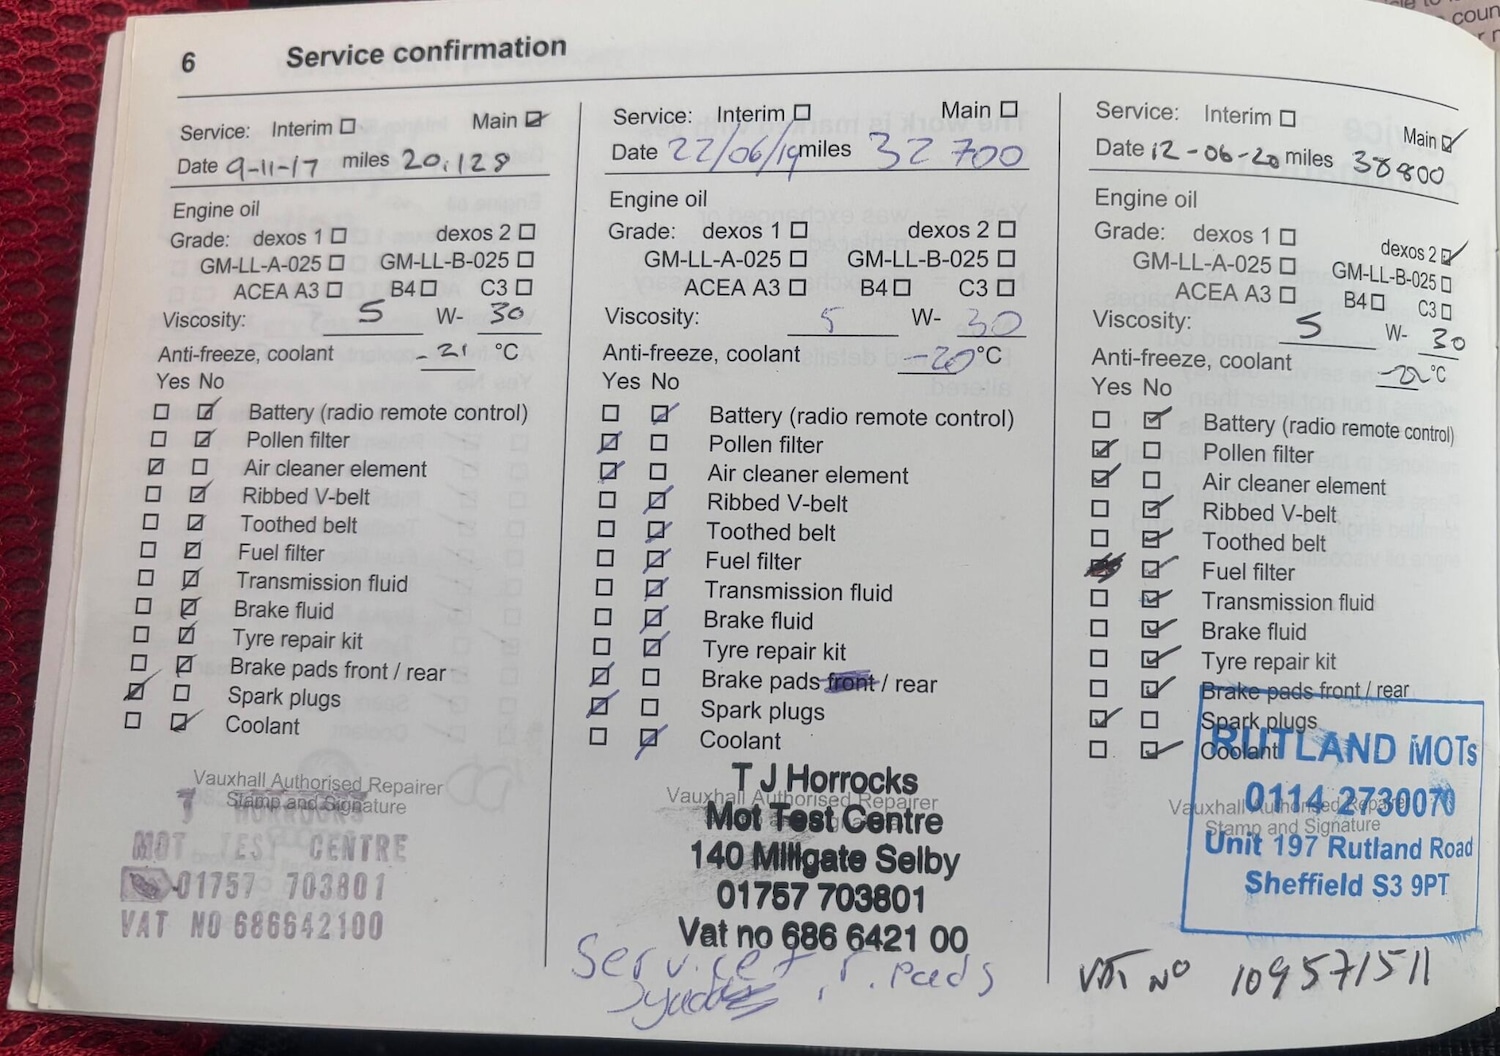 6 Service confirmation
Service: Interim Main
Date 9-11-17 miles 20,128
Engine oil
Grade: dexos 1 dexos 2
GM-LL-A-025 GM-LL-B-025
ACEA A3 B4 C3
Viscosity: 5 W- 30
Anti-freeze, coolant -21 °C
Yes No
Battery (radio remote control)
Pollen filter
Air cleaner element
Ribbed V-belt
Toothed belt
Fuel filter
Transmission fluid
Brake fluid
Tyre repair kit
Brake pads front / rear
Spark plugs
Coolant
Vauxhall Authorised Repairer
Stamp and Signature
T HORROCKS
MOT TEST CENTRE
01757 703801
VAT NO 686642100
Service: Interim Main
Date 22/06/19 miles 32 700
Engine oil
Grade: dexos 1 dexos 2
GM-LL-A-025 GM-LL-B-025
ACEA A3 B4 C3
Viscosity: 5 W- 30
Anti-freeze, coolant -20 °C
Yes No
Battery (radio remote control)
Pollen filter
Air cleaner element
Ribbed V-belt
Toothed belt
Fuel filter
Transmission fluid
Brake fluid
Tyre repair kit
Brake pads front / rear
Spark plugs
Coolant
T J Horrocks
Vauxhall Authorised Repairer
Mot Test Centre
140 Millgate Selby
01757 703801
Vat no 686 6421 00
Service + r. pads
Service: Interim Main
Date 12-06-20 miles 38800
Engine oil
Grade: dexos 1 dexos 2
GM-LL-A-025 GM-LL-B-025
ACEA A3 B4 C3
Viscosity: 5 W- 30
Anti-freeze, coolant -22 °C
Yes No
Battery (radio remote control)
Pollen filter
Air cleaner element
Ribbed V-belt
Toothed belt
Fuel filter
Transmission fluid
Brake fluid
Tyre repair kit
Brake pads front / rear
Spark plugs
Coolant
RUTLAND MOTs
0114 2730070
Vauxhall Authorised Repairer
Stamp and Signature
Unit 197 Rutland Road
Sheffield S3 9PT
VAT NO 109571511